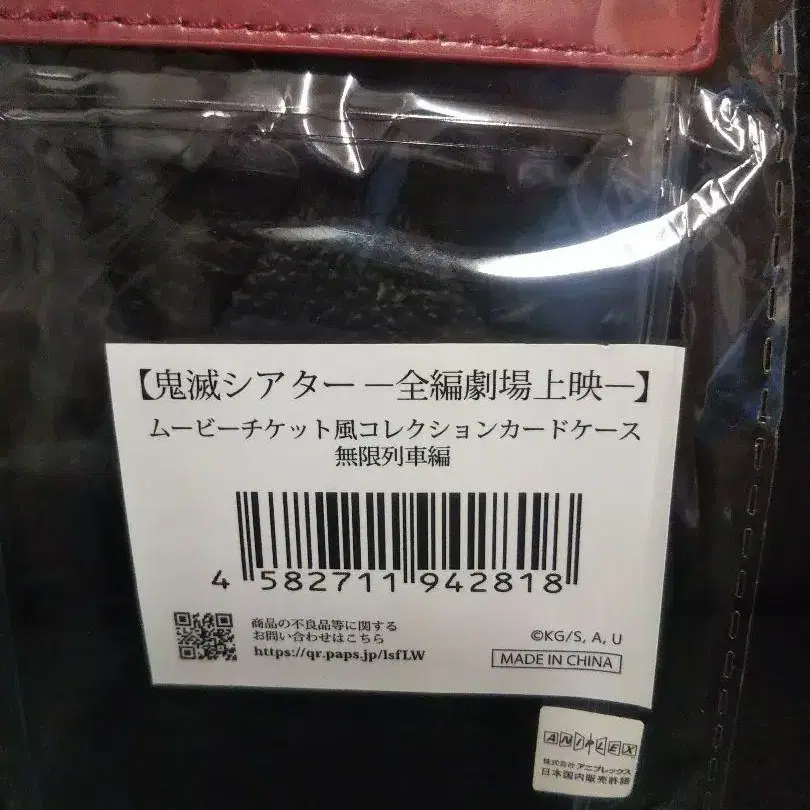 【鬼滅シアター ―全編劇場上映―】
ムービーチケット風コレクションカードケース
無限列車編
4 582711 942818
商品の不良品等に関する
お問い合わせはこちら
https://qr.paps.jp/lsfLW
©KG/S, A, U
MADE IN CHINA
ANIPLEX
株式会社アニプレックス
日本国内販売許諾